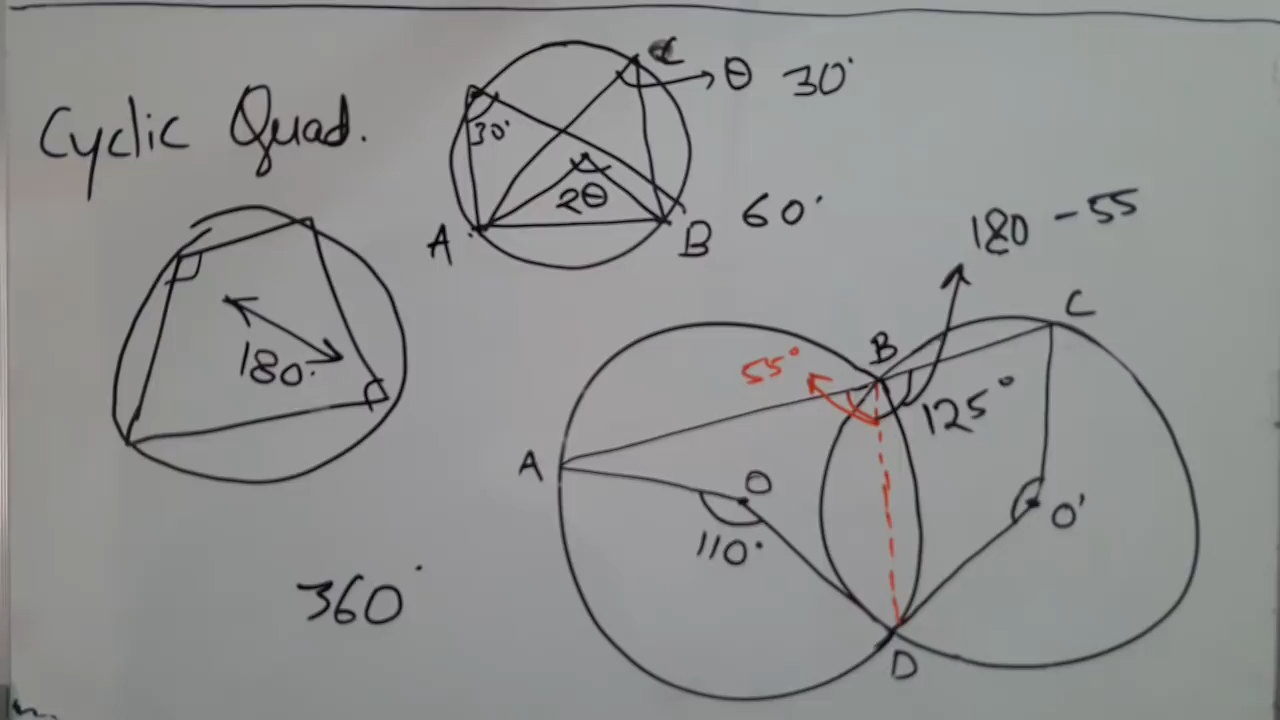 Cyclic Quad.
C
θ 30°
30°
2θ
A
B
60°
180.
360°
180 - 55
B
C
55°
125°
A
O
110°
O'
D